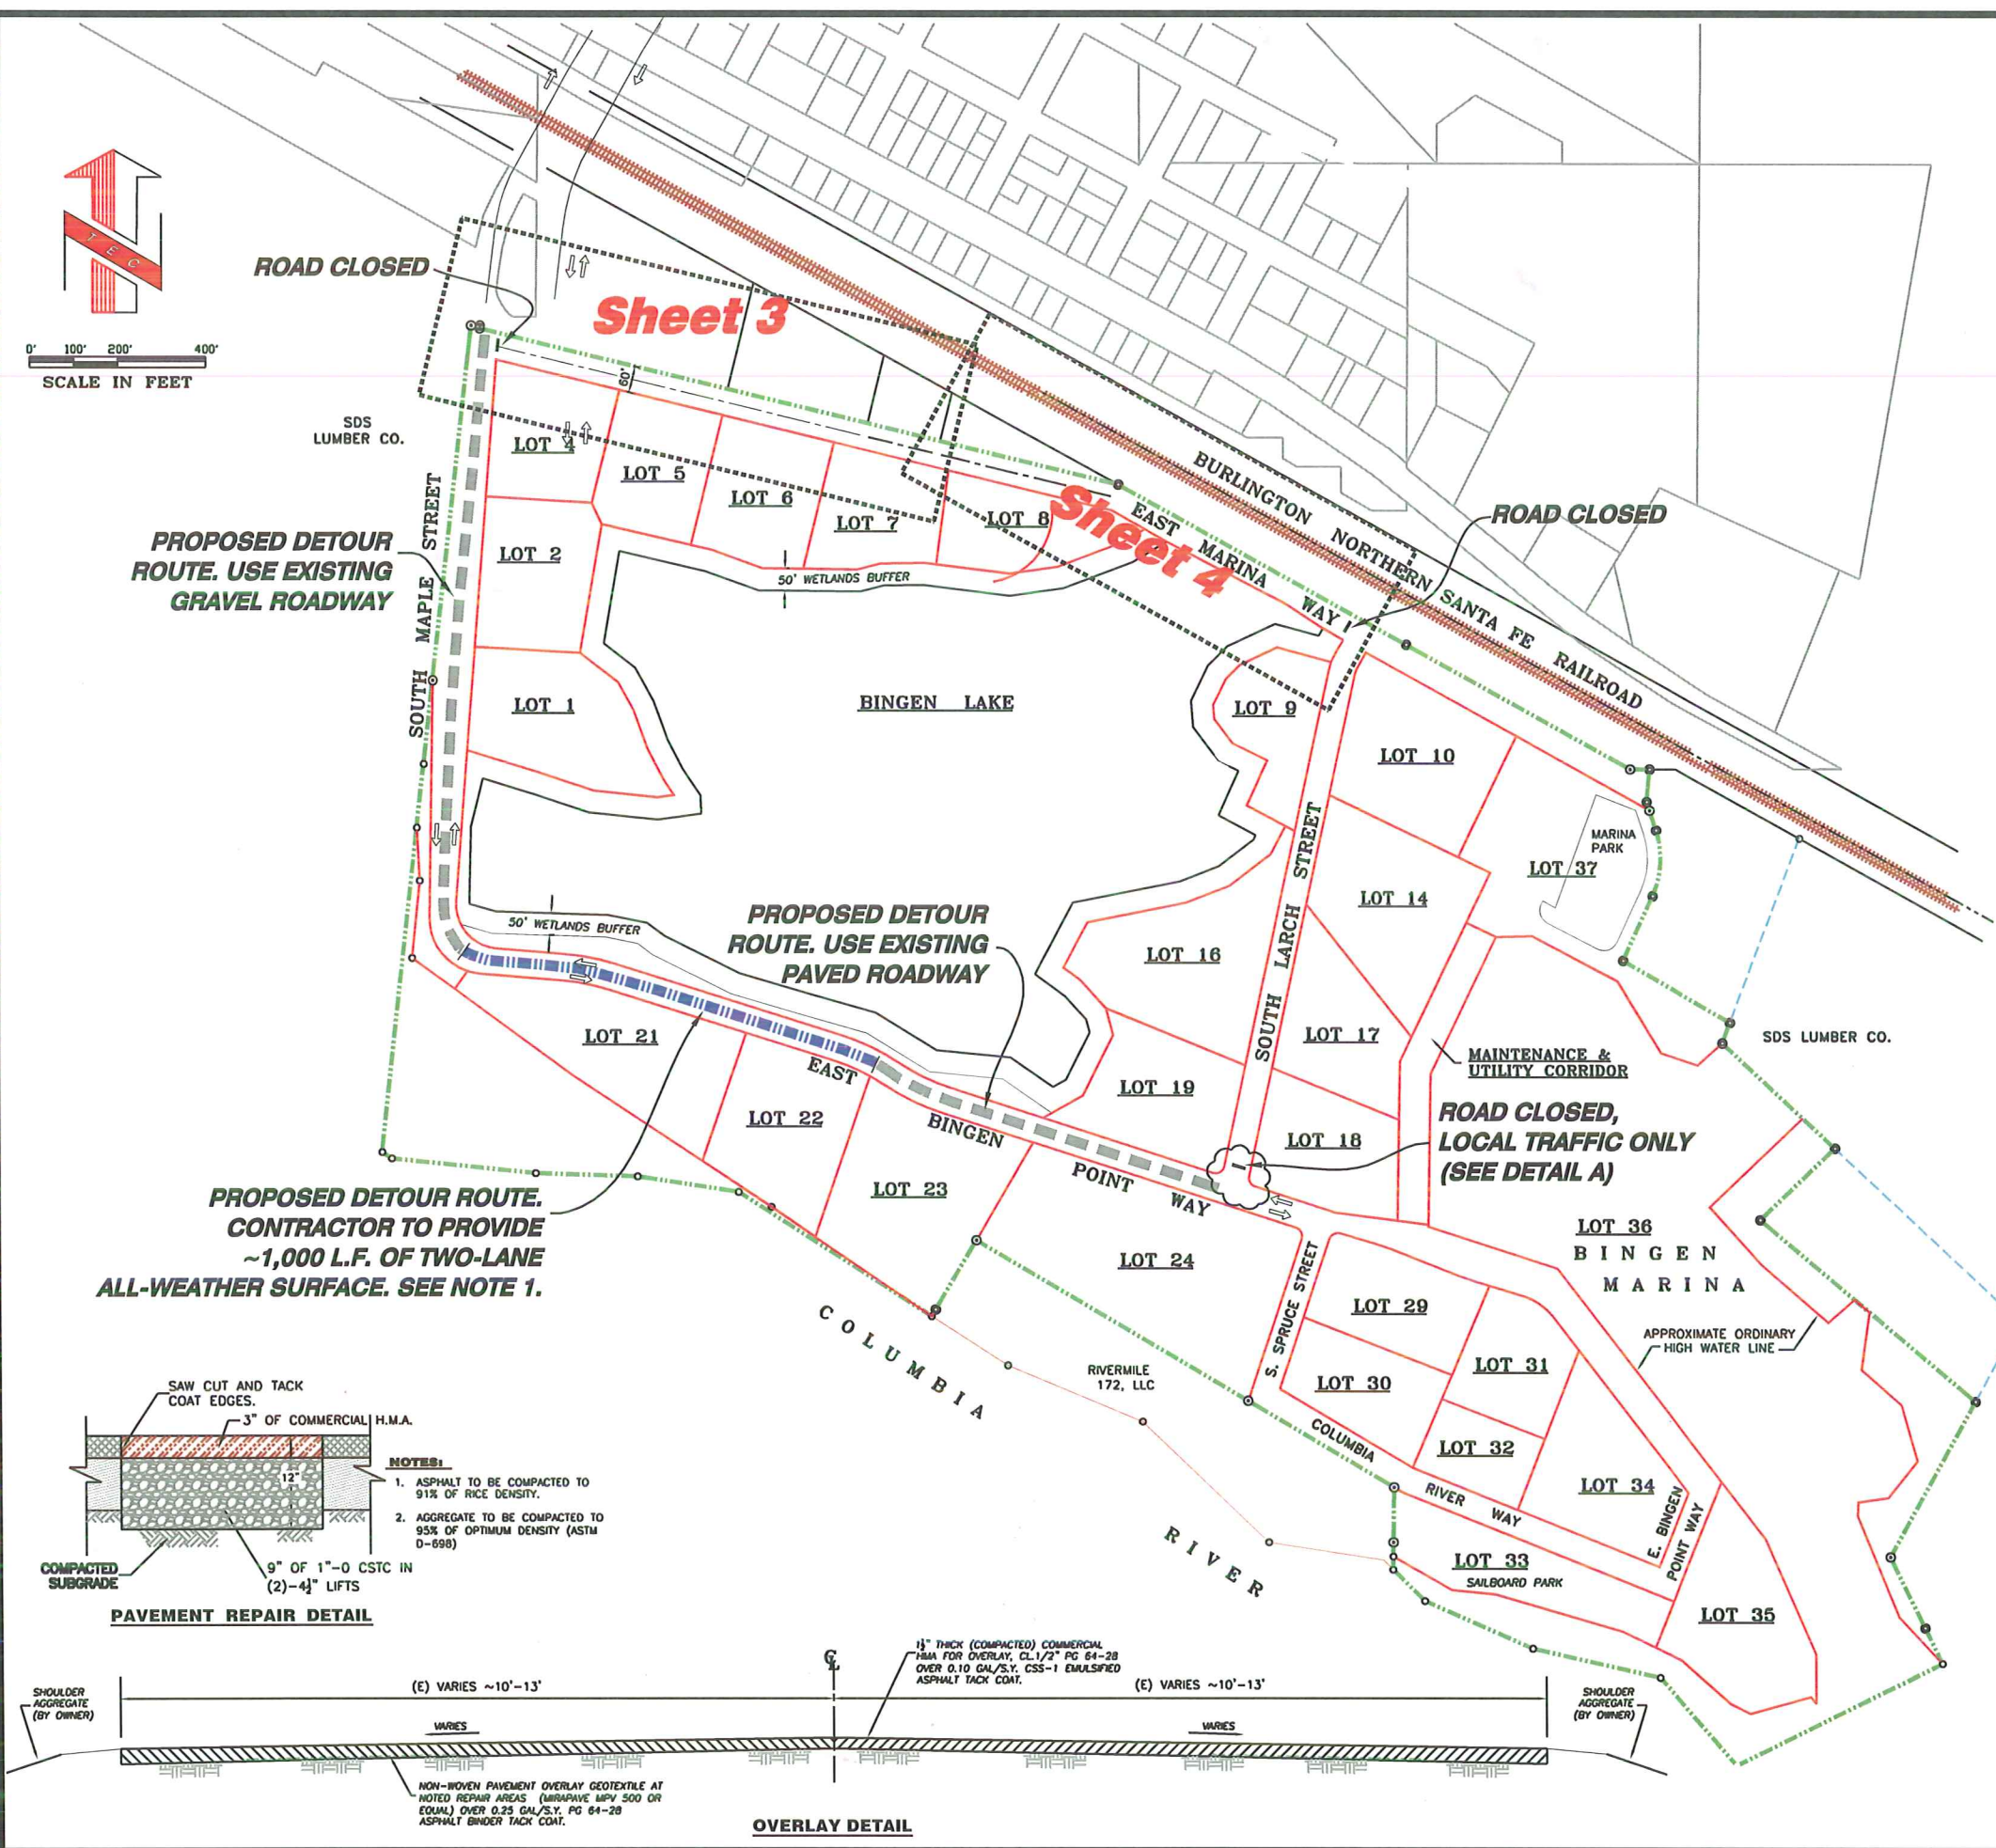 TEC
0' 100' 200' 400'
SCALE IN FEET
ROAD CLOSED
Sheet 3
60'
SDS
LUMBER CO.
LOT 4
LOT 5
LOT 6
LOT 7
LOT 8
Sheet 4
EAST MARINA WAY
BURLINGTON NORTHERN SANTA FE RAILROAD
ROAD CLOSED
PROPOSED DETOUR
ROUTE. USE EXISTING
GRAVEL ROADWAY
SOUTH MAPLE STREET
LOT 2
50' WETLANDS BUFFER
LOT 1
BINGEN LAKE
LOT 9
LOT 10
MARINA
PARK
LOT 37
LOT 14
SOUTH LARCH STREET
50' WETLANDS BUFFER
PROPOSED DETOUR
ROUTE. USE EXISTING
PAVED ROADWAY
LOT 16
LOT 21
LOT 17
SDS LUMBER CO.
MAINTENANCE &
UTILITY CORRIDOR
EAST BINGEN POINT WAY
LOT 22
LOT 19
LOT 18
ROAD CLOSED,
LOCAL TRAFFIC ONLY
(SEE DETAIL A)
LOT 23
PROPOSED DETOUR ROUTE.
CONTRACTOR TO PROVIDE
~1,000 L.F. OF TWO-LANE
ALL-WEATHER SURFACE. SEE NOTE 1.
LOT 24
LOT 36
BINGEN
MARINA
S. SPRUCE STREET
LOT 29
APPROXIMATE ORDINARY
HIGH WATER LINE
LOT 31
COLUMBIA
RIVER
RIVERMILE
172, LLC
LOT 30
LOT 32
COLUMBIA RIVER WAY
LOT 34
E. BINGEN
POINT WAY
LOT 33
SAILBOARD PARK
LOT 35
SAW CUT AND TACK
COAT EDGES.
3" OF COMMERCIAL H.M.A.
12"
NOTES:
1. ASPHALT TO BE COMPACTED TO
91% OF RICE DENSITY.
2. AGGREGATE TO BE COMPACTED TO
95% OF OPTIMUM DENSITY (ASTM
D-698)
COMPACTED
SUBGRADE
9" OF 1"-0 CSTC IN
(2)-4½" LIFTS
PAVEMENT REPAIR DETAIL
1½" THICK (COMPACTED) COMMERCIAL
HMA FOR OVERLAY, CL.1/2" PG 64-28
OVER 0.10 GAL/S.Y. CSS-1 EMULSIFIED
ASPHALT TACK COAT.
CL
(E) VARIES ~10'-13'
(E) VARIES ~10'-13'
SHOULDER
AGGREGATE
(BY OWNER)
VARIES
VARIES
SHOULDER
AGGREGATE
(BY OWNER)
NON-WOVEN PAVEMENT OVERLAY GEOTEXTILE AT
NOTED REPAIR AREAS (MIRAPAVE MPV 500 OR
EQUAL) OVER 0.25 GAL/S.Y. PG 64-28
ASPHALT BINDER TACK COAT.
OVERLAY DETAIL